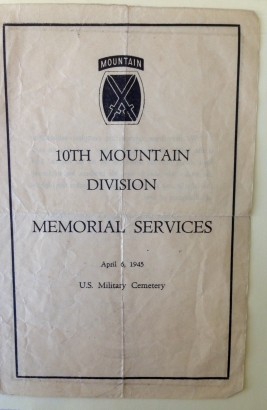 MOUNTAIN
10TH MOUNTAIN
DIVISION
MEMORIAL SERVICES
April 6, 1945
U.S. Military Cemetery